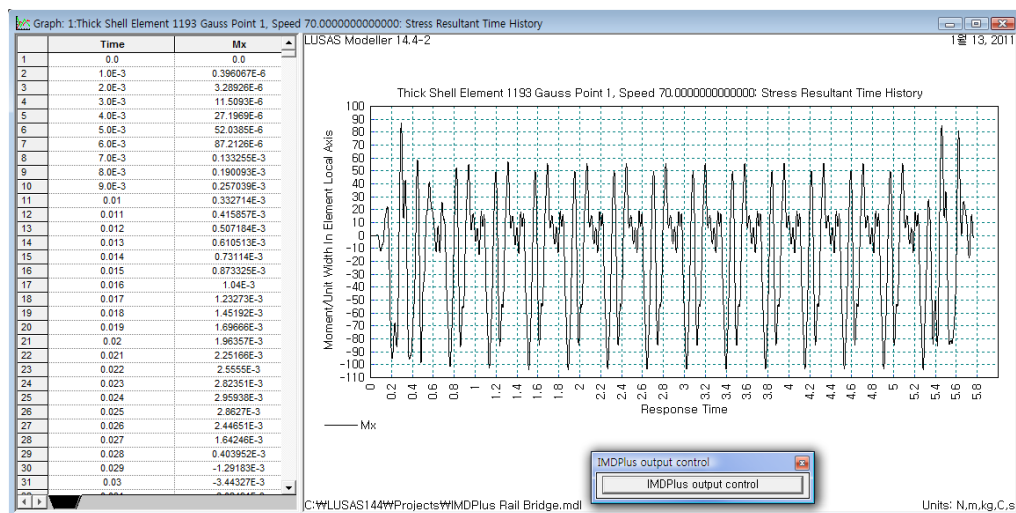 Graph: 1:Thick Shell Element 1193 Gauss Point 1, Speed 70.0000000000000: Stress Resultant Time History
Time Mx
1 0.0 0.0
2 1.0E-3 0.396067E-6
3 2.0E-3 3.28926E-6
4 3.0E-3 11.5093E-6
5 4.0E-3 27.1969E-6
6 5.0E-3 52.0385E-6
7 6.0E-3 87.2126E-6
8 7.0E-3 0.133255E-3
9 8.0E-3 0.190093E-3
10 9.0E-3 0.257039E-3
11 0.01 0.332714E-3
12 0.011 0.415857E-3
13 0.012 0.507184E-3
14 0.013 0.610513E-3
15 0.014 0.73114E-3
16 0.015 0.873325E-3
17 0.016 1.04E-3
18 0.017 1.23273E-3
19 0.018 1.45192E-3
20 0.019 1.69666E-3
21 0.02 1.96357E-3
22 0.021 2.25166E-3
23 0.022 2.5555E-3
24 0.023 2.82351E-3
25 0.024 2.95938E-3
26 0.025 2.8627E-3
27 0.026 2.44651E-3
28 0.027 1.64246E-3
29 0.028 0.403952E-3
30 0.029 -1.29183E-3
31 0.03 -3.44327E-3
LUSAS Modeller 14.4-2
1월 13, 2011
Thick Shell Element 1193 Gauss Point 1, Speed 70.0000000000000: Stress Resultant Time History
Moment/Unit Width In Element Local Axis
100
90
80
70
60
50
40
30
20
10
0
-10
-20
-30
-40
-50
-60
-70
-80
-90
-100
-110
0 0.2 0.4 0.6 0.8 1 1.2 1.4 1.6 1.8 2 2.2 2.4 2.6 2.8 3 3.2 3.4 3.6 3.8 4 4.2 4.4 4.6 4.8 5 5.2 5.4 5.6 5.8
Response Time
Mx
IMDPlus output control
IMDPlus output control
C:₩LUSAS144₩Projects₩IMDPlus Rail Bridge.mdl
Units: N,m,kg,C,s